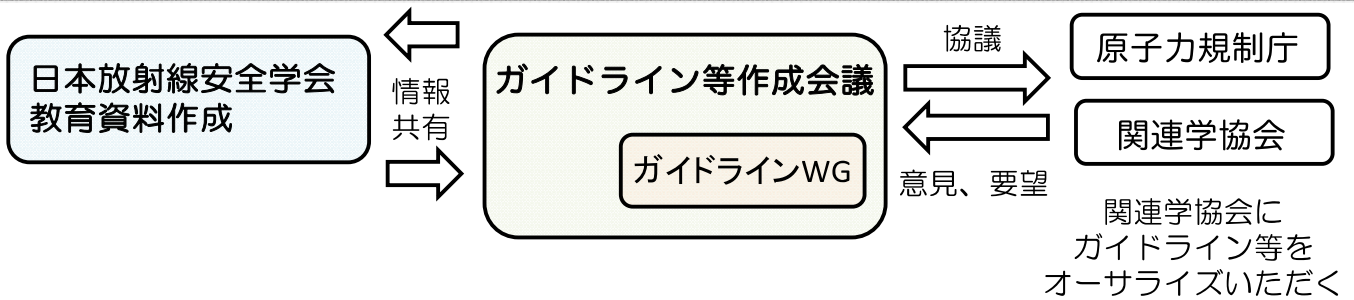 日本放射線安全学会
教育資料作成
情報
共有
ガイドライン等作成会議
ガイドラインWG
協議
意見、要望
原子力規制庁
関連学協会
関連学協会に
ガイドライン等を
オーサライズいただく